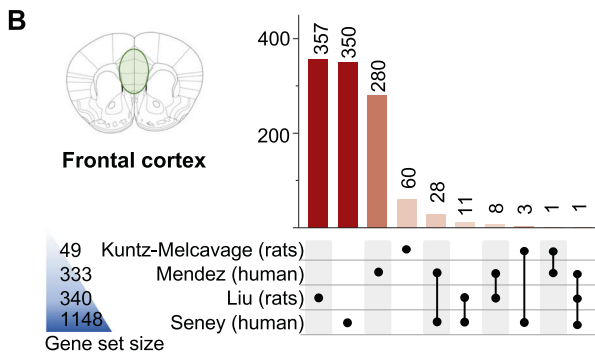 B
Frontal cortex
400
200
357
350
280
60
28
11
8
3
1
1
49 Kuntz-Melcavage (rats)
333 Mendez (human)
340 Liu (rats)
1148 Seney (human)
Gene set size